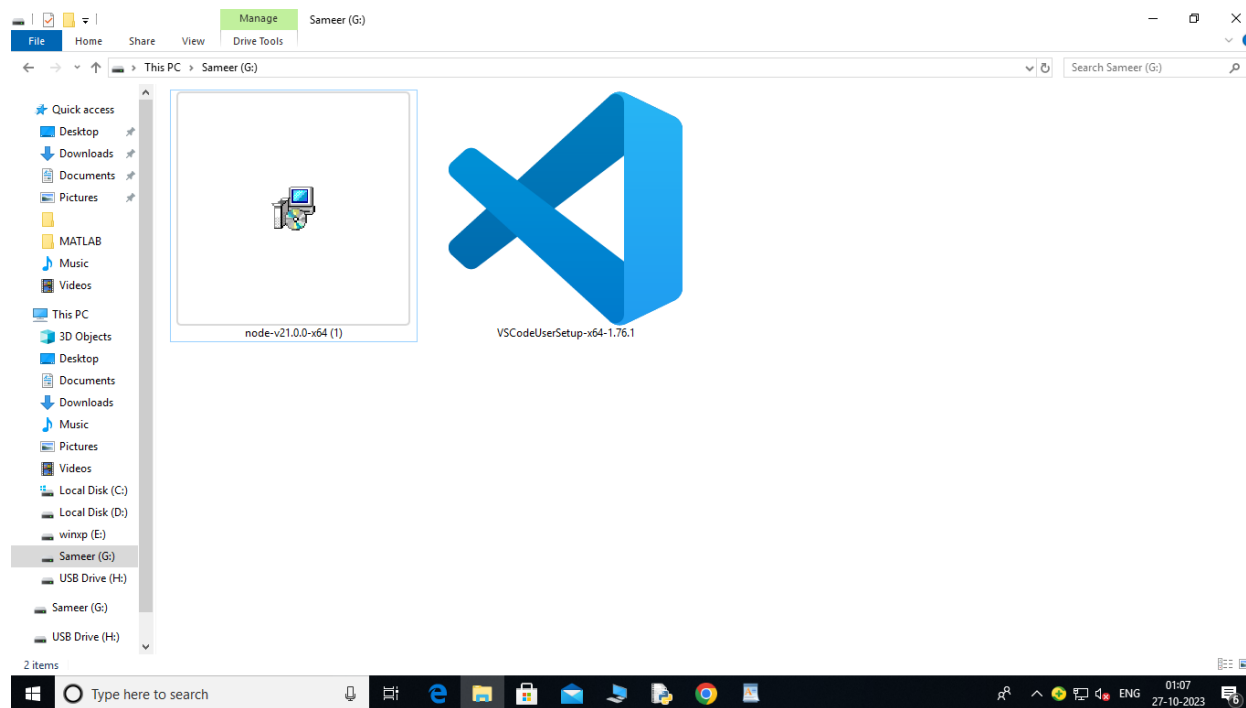 Manage
Sameer (G:)
File
Home
Share
View
Drive Tools
This PC
Sameer (G:)
Search Sameer (G:)
Quick access
Desktop
Downloads
Documents
Pictures
MATLAB
Music
Videos
This PC
3D Objects
Desktop
Documents
Downloads
Music
Pictures
Videos
Local Disk (C:)
Local Disk (D:)
winxp (E:)
Sameer (G:)
USB Drive (H:)
Sameer (G:)
USB Drive (H:)
node-v21.0.0-x64 (1)
VSCodeUserSetup-x64-1.76.1
2 items
Type here to search
ENG
01:07
27-10-2023
6